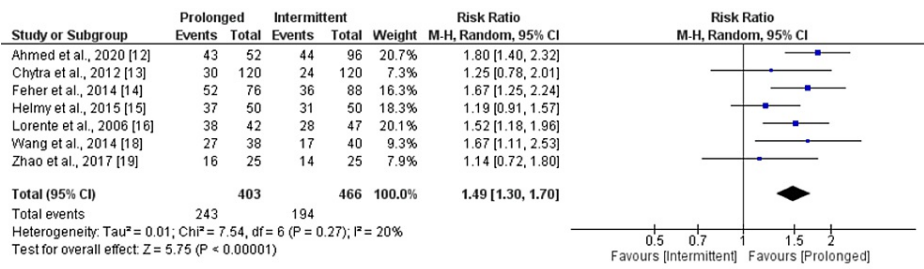 Prolonged Intermittent Risk Ratio Risk Ratio
Study or Subgroup Events Total Events Total Weight M-H, Random, 95% CI M-H, Random, 95% CI
Ahmed et al., 2020 [12] 43 52 44 96 20.7% 1.80 [1.40, 2.32]
Chytra et al., 2012 [13] 30 120 24 120 7.3% 1.25 [0.78, 2.01]
Feher et al., 2014 [14] 52 76 36 88 16.3% 1.67 [1.25, 2.24]
Helmy et al., 2015 [15] 37 50 31 50 18.3% 1.19 [0.91, 1.57]
Lorente et al., 2006 [16] 38 42 28 47 20.1% 1.52 [1.18, 1.96]
Wang et al., 2014 [18] 27 38 17 40 9.3% 1.67 [1.11, 2.53]
Zhao et al., 2017 [19] 16 25 14 25 7.9% 1.14 [0.72, 1.80]
Total (95% CI) 403 466 100.0% 1.49 [1.30, 1.70]
Total events 243 194
Heterogeneity: Tau² = 0.01; Chi² = 7.54, df = 6 (P = 0.27); I² = 20%
Test for overall effect: Z = 5.75 (P < 0.00001)
0.5 0.7 1 1.5 2
Favours [Intermittent] Favours [Prolonged]